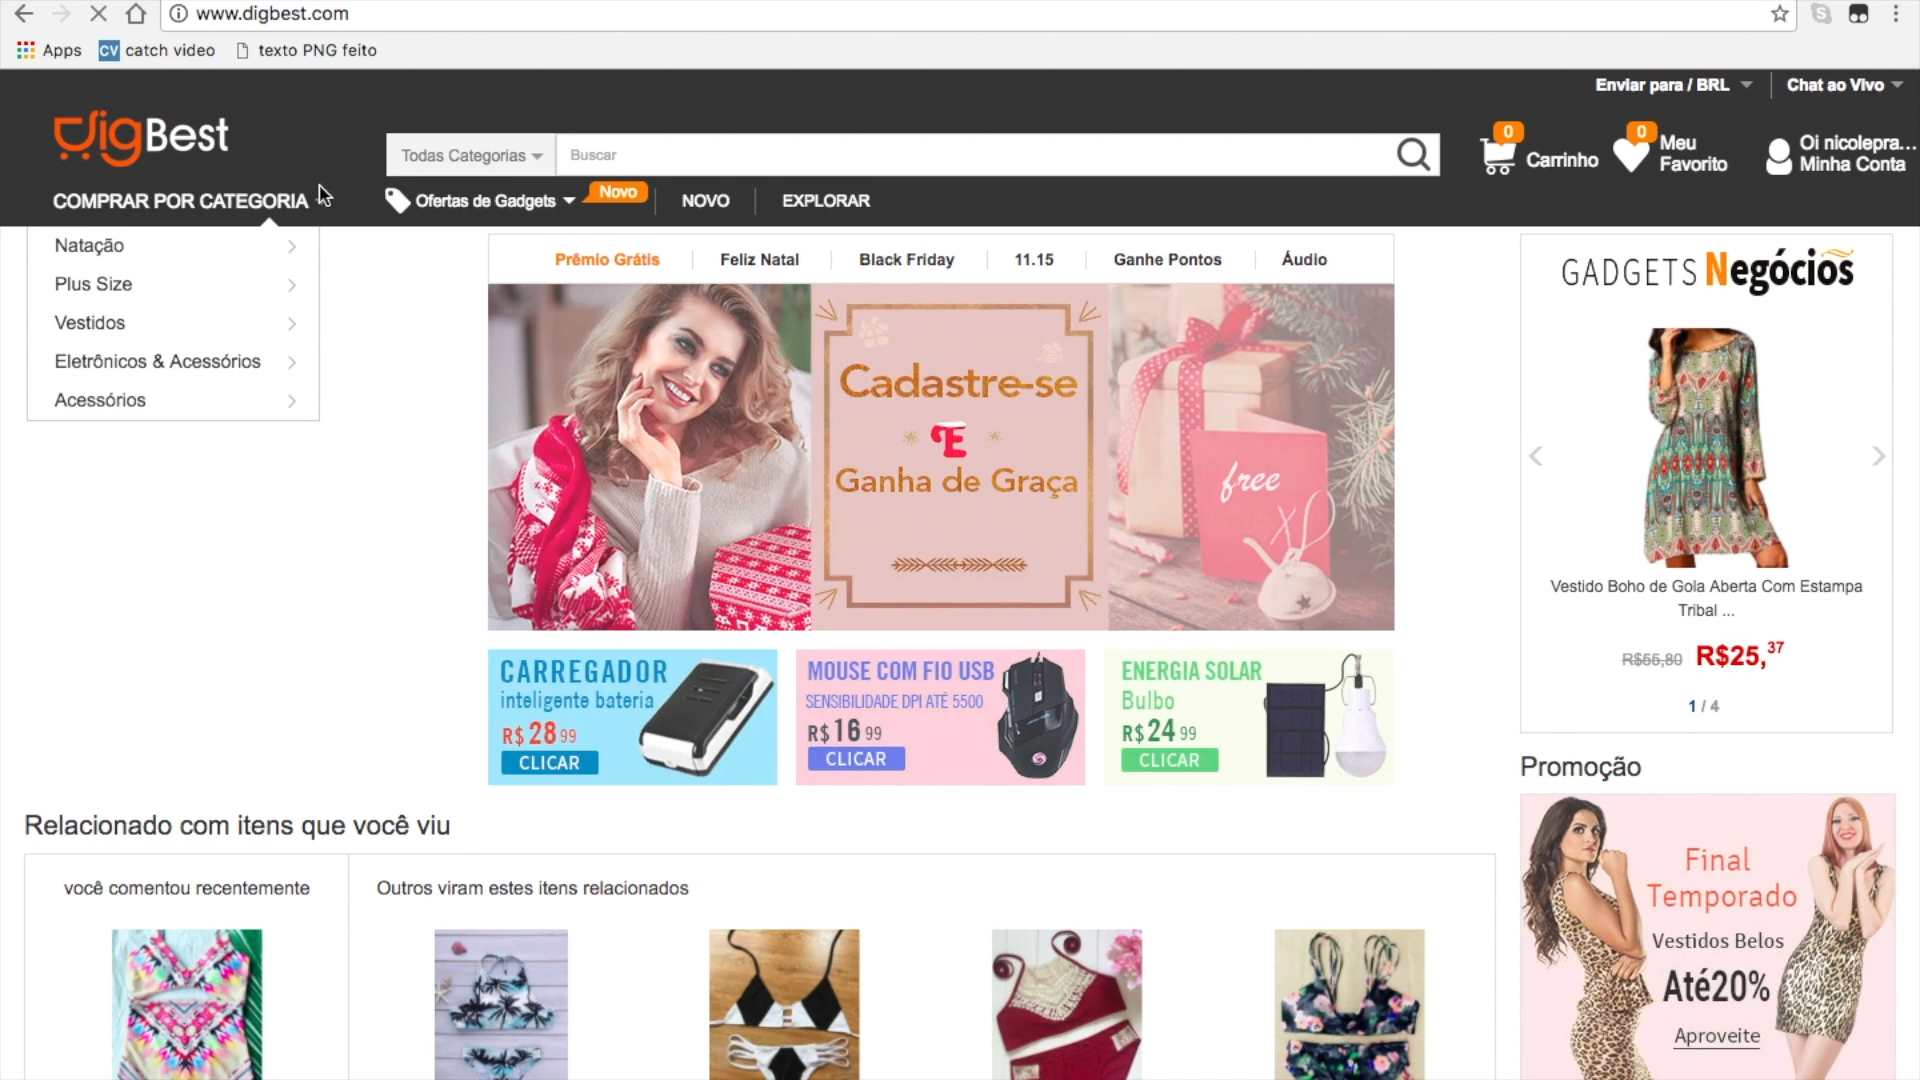 www.digbest.com
Apps
CV catch video
texto PNG feito
Enviar para / BRL
Chat ao Vivo
DigBest
Todas Categorias
Buscar
0
Carrinho
0
Meu
Favorito
Oi nicolepra...
Minha Conta
COMPRAR POR CATEGORIA
Ofertas de Gadgets
Novo
NOVO
EXPLORAR
Natação
Plus Size
Vestidos
Eletrônicos & Acessórios
Acessórios
Prêmio Grátis
Feliz Natal
Black Friday
11.15
Ganhe Pontos
Áudio
Cadastre-se
E
Ganha de Graça
free
GADGETS Negócios
Vestido Boho de Gola Aberta Com Estampa
Tribal ...
R$55,80 R$25,37
1 / 4
CARREGADOR
inteligente bateria
R$ 28 99
CLICAR
MOUSE COM FIO USB
SENSIBILIDADE DPI ATÉ 5500
R$ 16 99
CLICAR
ENERGIA SOLAR
Bulbo
R$ 24 99
CLICAR
Promoção
Final
Temporado
Vestidos Belos
Até20%
Aproveite
Relacionado com itens que você viu
você comentou recentemente
Outros viram estes itens relacionados